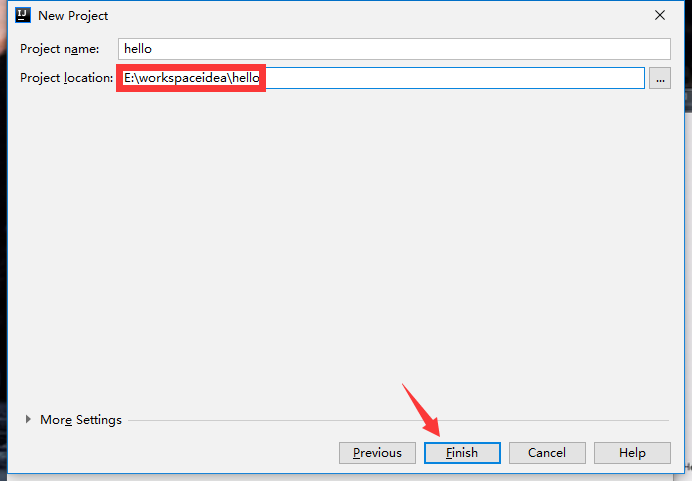 IJ
New Project
Project name: hello
Project location: E:\workspaceidea\hello ...
More Settings
Previous Finish Cancel Help